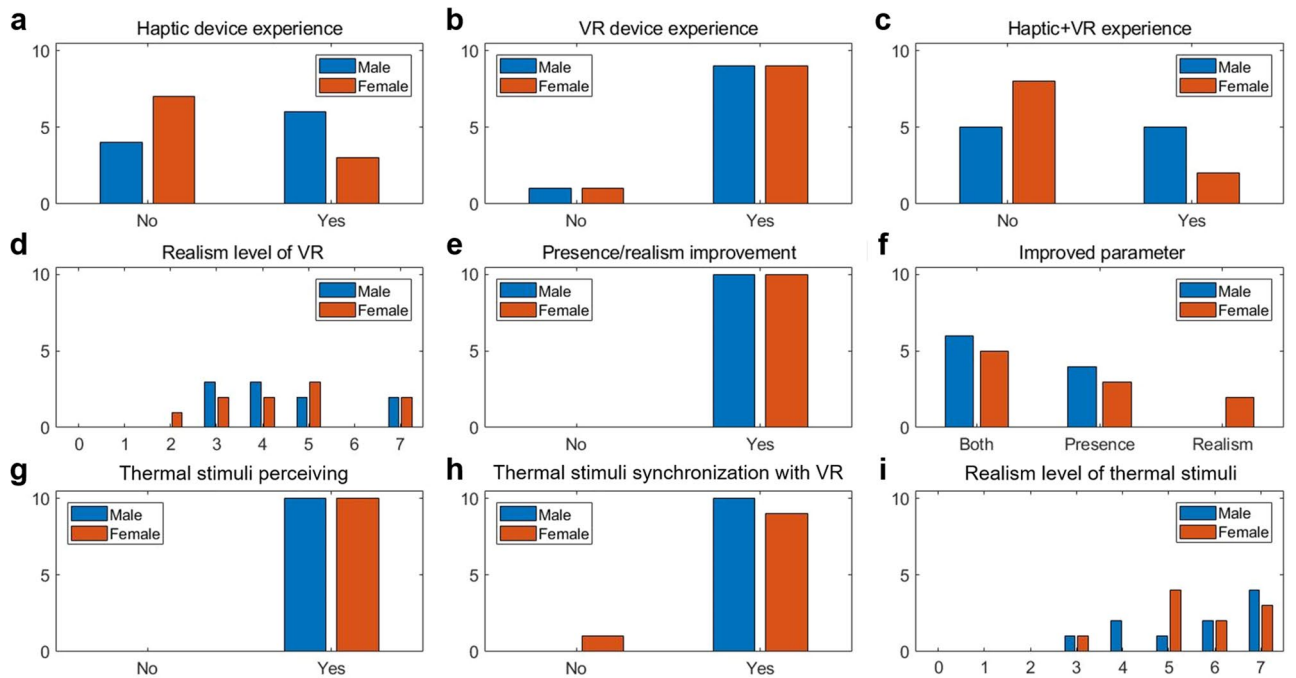 a
Haptic device experience
10
5
0
Male
Female
No Yes
b
VR device experience
10
5
0
Male
Female
No Yes
c
Haptic+VR experience
10
5
0
Male
Female
No Yes
d
Realism level of VR
10
5
0
Male
Female
0 1 2 3 4 5 6 7
e
Presence/realism improvement
10
5
0
Male
Female
No Yes
f
Improved parameter
10
5
0
Male
Female
Both Presence Realism
g
Thermal stimuli perceiving
10
5
0
Male
Female
No Yes
h
Thermal stimuli synchronization with VR
10
5
0
Male
Female
No Yes
i
Realism level of thermal stimuli
10
5
0
Male
Female
0 1 2 3 4 5 6 7